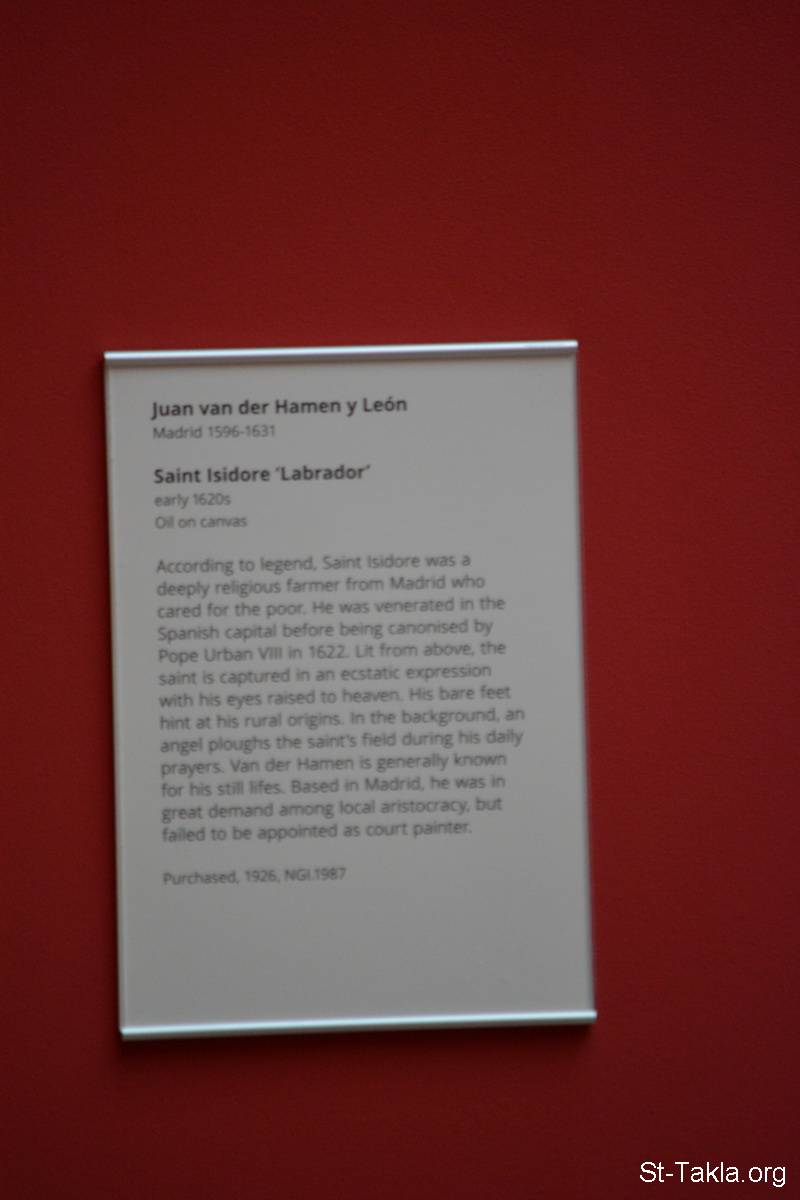 Juan van der Hamen y León
Madrid 1596-1631
Saint Isidore ‘Labrador’
early 1620s
Oil on canvas
According to legend, Saint Isidore was a
deeply religious farmer from Madrid who
cared for the poor. He was venerated in the
Spanish capital before being canonised by
Pope Urban VIII in 1622. Lit from above, the
saint is captured in an ecstatic expression
with his eyes raised to heaven. His bare feet
hint at his rural origins. In the background, an
angel ploughs the saint's field during his daily
prayers. Van der Hamen is generally known
for his still lifes. Based in Madrid, he was in
great demand among local aristocracy, but
failed to be appointed as court painter.
Purchased, 1926, NGI.1987
St-Takla.org